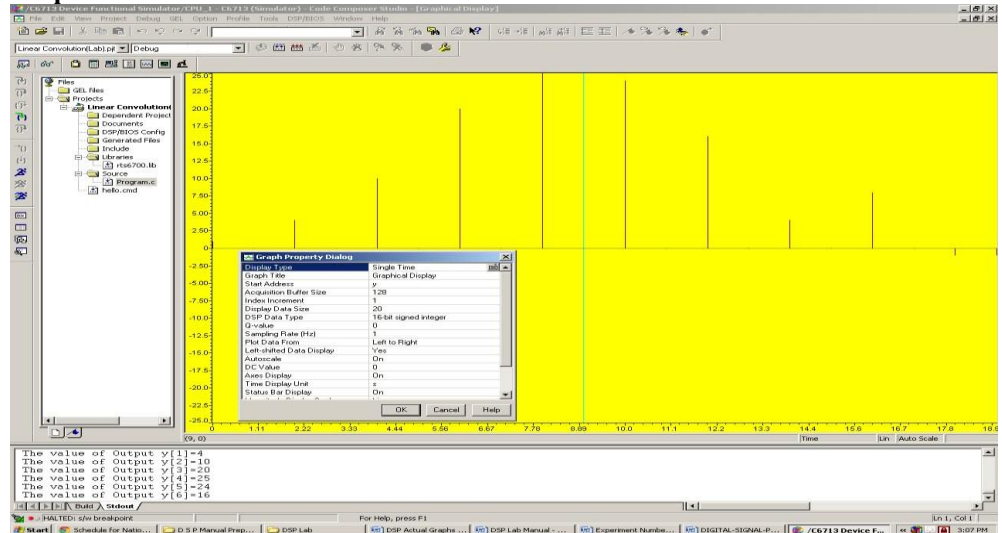 /C6713 Device Functional Simulator/CPU_1 - C6713 (Simulator) - Code Composer Studio - [Graphical Display]
File Edit View Project Debug GEL Option Profile Tools DSP/BIOS Window Help
Linear Convolution(Lab).pjt Debug
Files
GEL files
Projects
Linear Convolution(
Dependent Project
Documents
DSP/BIOS Config
Generated Files
Include
Libraries
rts6700.lib
Source
Program.c
hello.cmd
25.0
22.5
20.0
17.5
15.0
12.5
10.0
7.50
5.00
2.50
0
-2.50
-5.00
-7.50
-10.0
-12.5
-15.0
-17.5
-20.0
-22.5
-25.0
Graph Property Dialog
Display Type Single Time
Graph Title Graphical Display
Start Address y
Acquisition Buffer Size 128
Index Increment 1
Display Data Size 20
DSP Data Type 16-bit signed integer
Q-value 0
Sampling Rate (Hz) 1
Plot Data From Left to Right
Left-shifted Data Display Yes
Autoscale On
DC Value 0
Axes Display On
Time Display Unit s
Status Bar Display On
OK Cancel Help
0 1.11 2.22 3.33 4.44 5.56 6.67 7.78 8.89 10.0 11.1 12.2 13.3 14.4 15.6 16.7 17.8 18.9
(9, 0) Time Lin Auto Scale
The value of Output y[1]=4
The value of Output y[2]=10
The value of Output y[3]=20
The value of Output y[4]=25
The value of Output y[5]=24
The value of Output y[6]=16
Build Stdout
HALTED: s/w breakpoint For Help, press F1 Ln 1, Col 1
Start Schedule for Natio... D S P Manual Prep... DSP Lab DSP Actual Graphs ... DSP Lab Manual - ... Experiment Numbe... DIGITAL-SIGNAL-P... /C6713 Device F... 3:07 PM